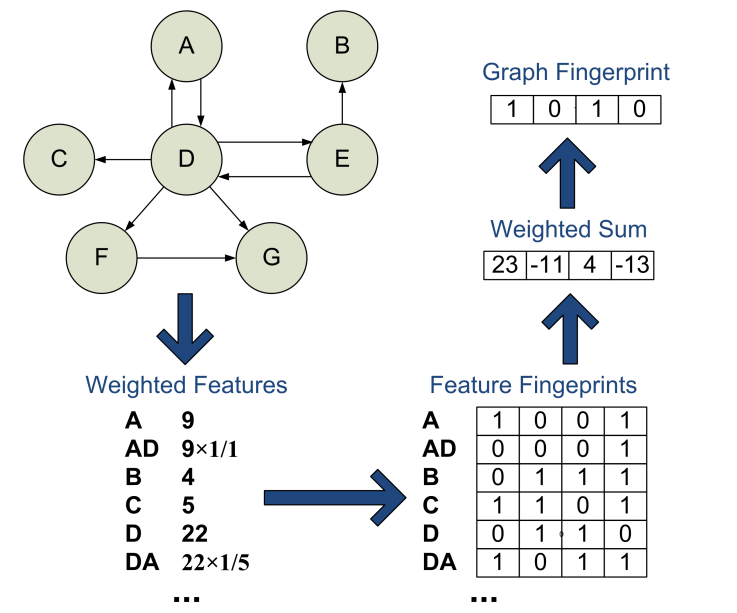 A
B
C
D
E
F
G
Weighted Features
A 9
AD 9×1/1
B 4
C 5
D 22
DA 22×1/5
...
Graph Fingerprint
1 0 1 0
Weighted Sum
23 -11 4 -13
Feature Fingeprints
A 1 0 0 1
AD 0 0 0 1
B 0 1 1 1
C 1 1 0 1
D 0 1 1 0
DA 1 0 1 1
...